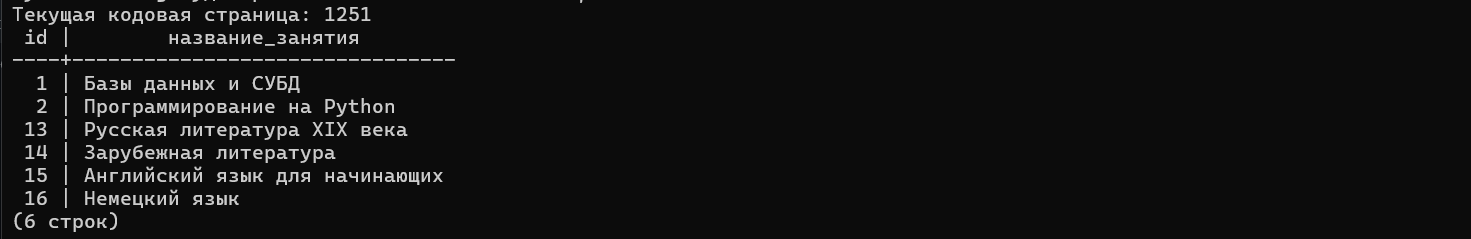 Текущая кодовая страница: 1251
 id |        название_занятия
----+--------------------------------
  1 | Базы данных и СУБД
  2 | Программирование на Python
 13 | Русская литература XIX века
 14 | Зарубежная литература
 15 | Английский язык для начинающих
 16 | Немецкий язык
(6 строк)